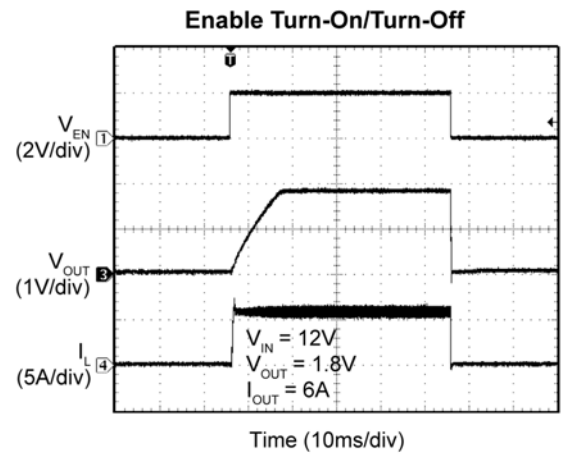 Enable Turn-On/Turn-Off
T
V_EN
(2V/div)
1
V_OUT
(1V/div)
3
I_L
(5A/div)
4
V_IN = 12V
V_OUT = 1.8V
I_OUT = 6A
Time (10ms/div)